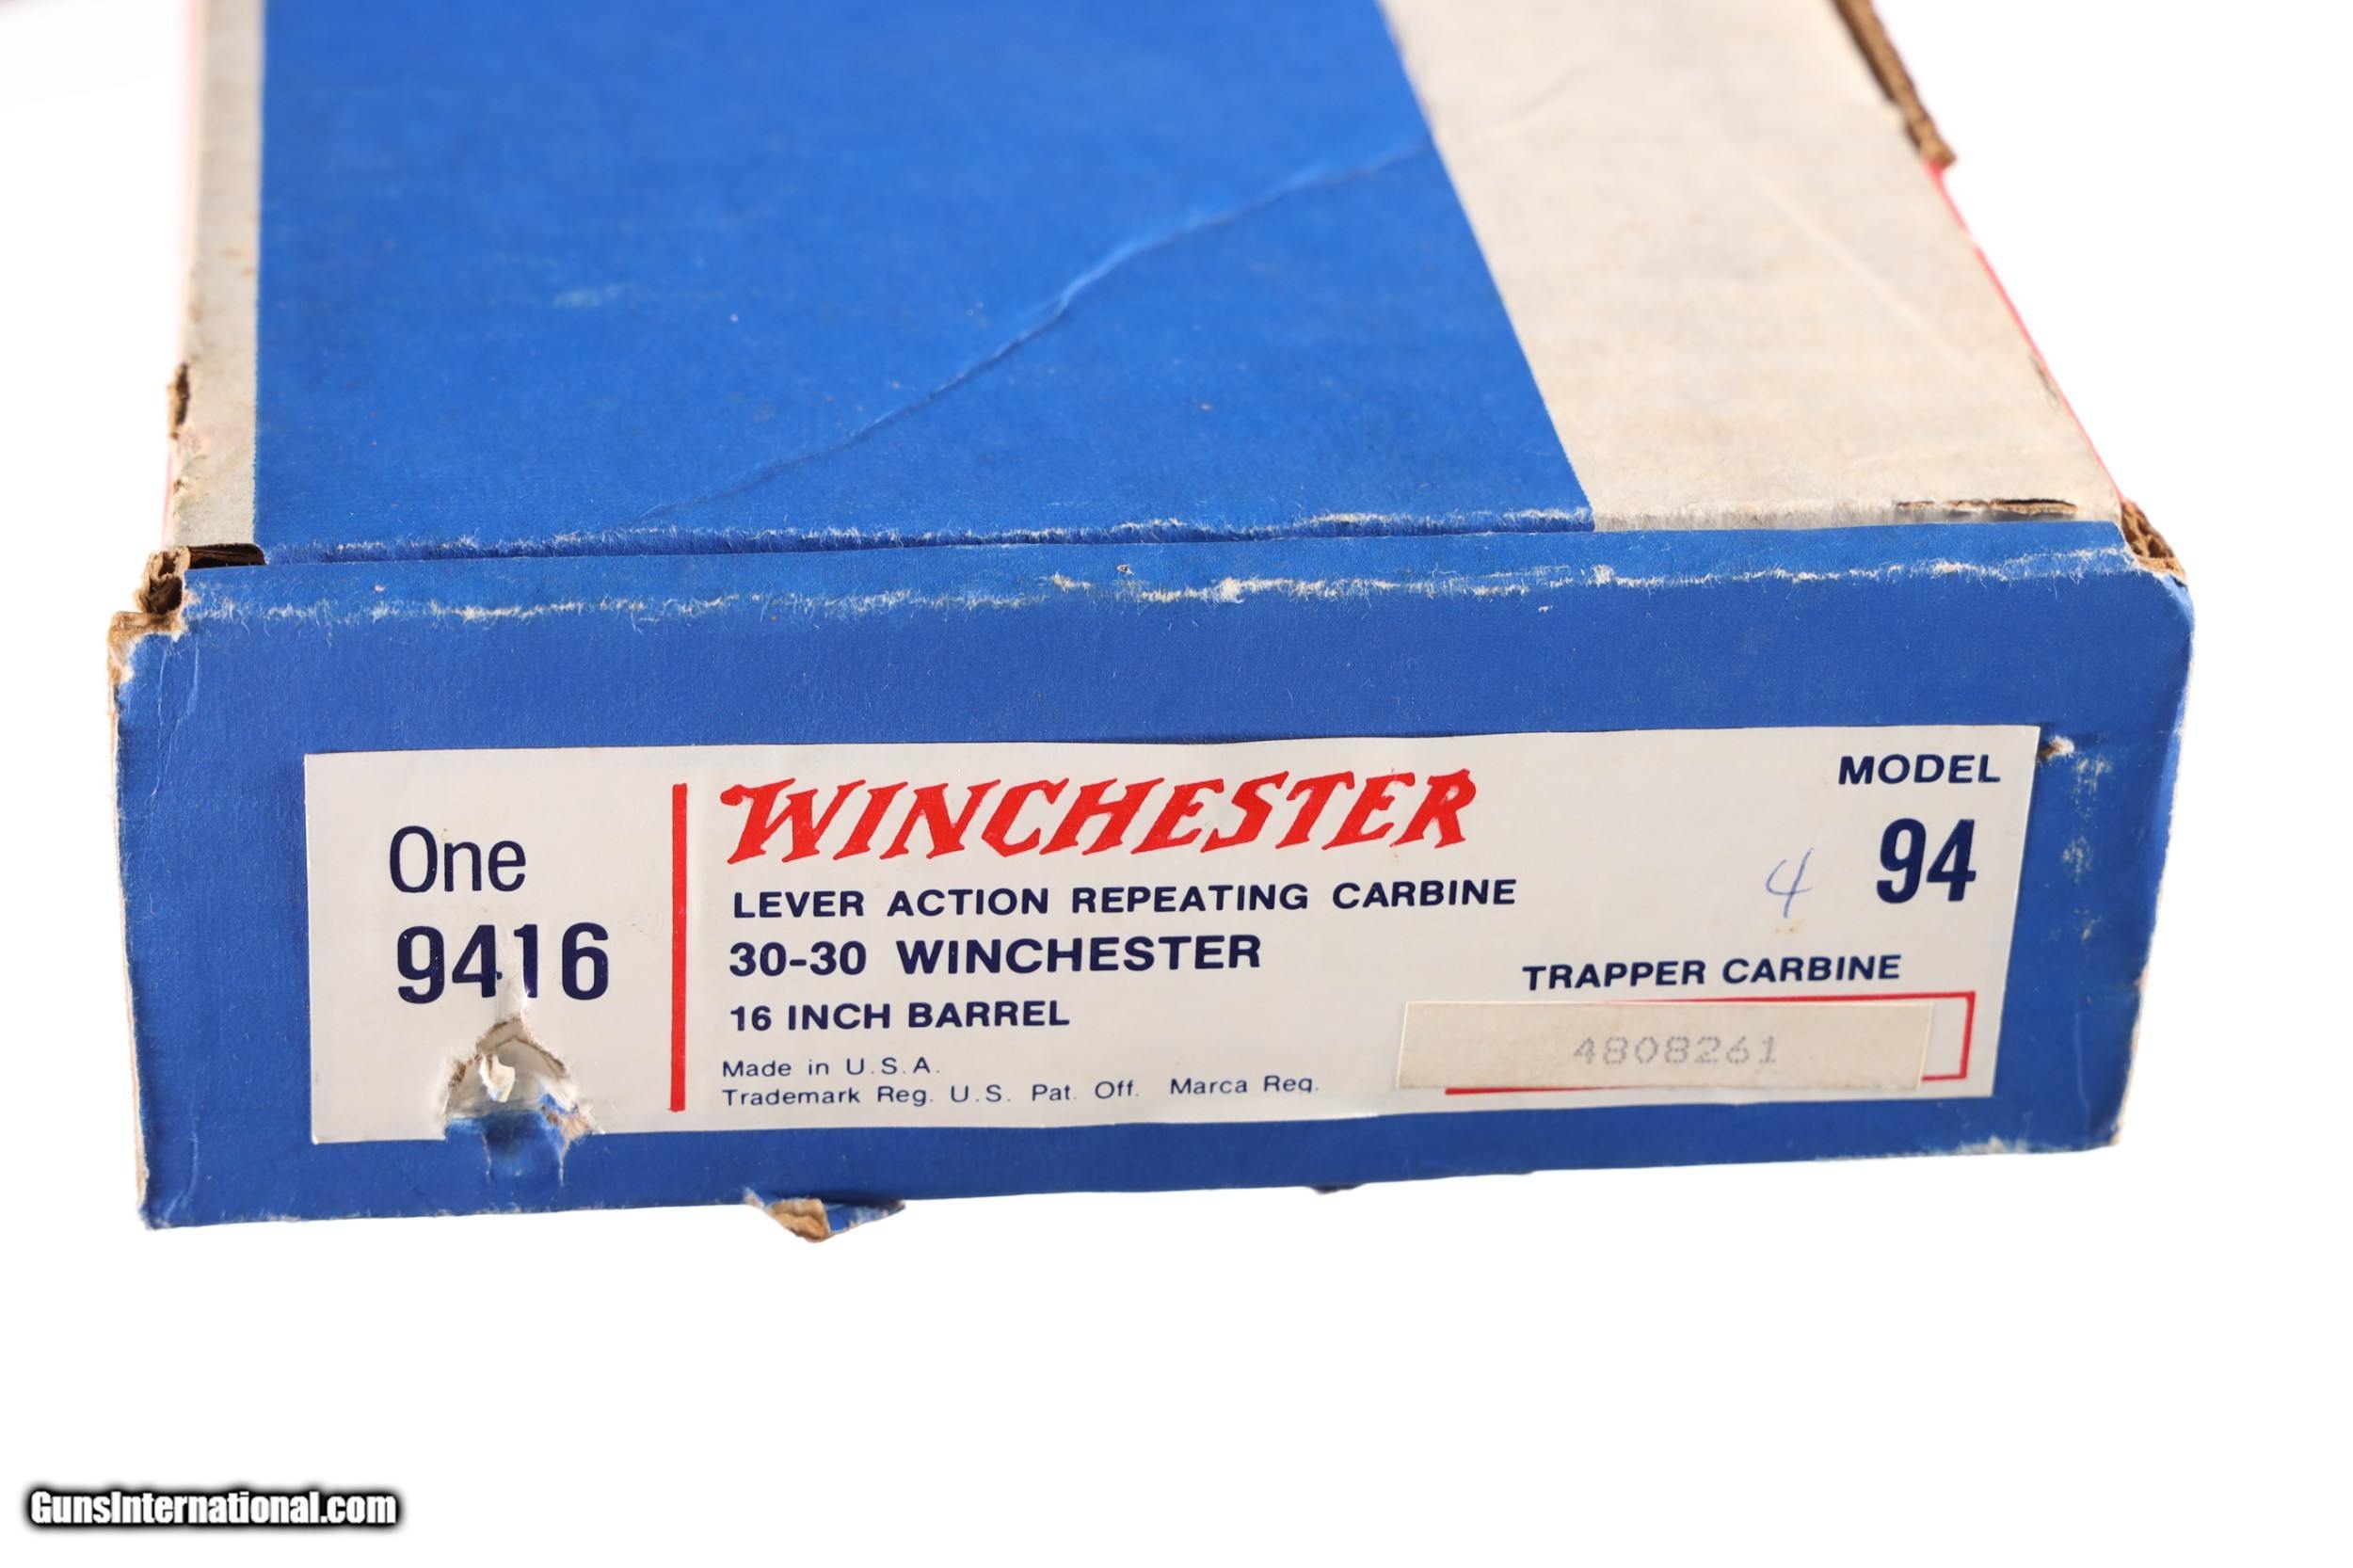 One
9416
WINCHESTER
LEVER ACTION REPEATING CARBINE
30-30 WINCHESTER
16 INCH BARREL
Made in U.S.A.
Trademark Reg. U.S. Pat. Off. Marca Reg.
MODEL
4 94
TRAPPER CARBINE
4808261
GunsInternational.com